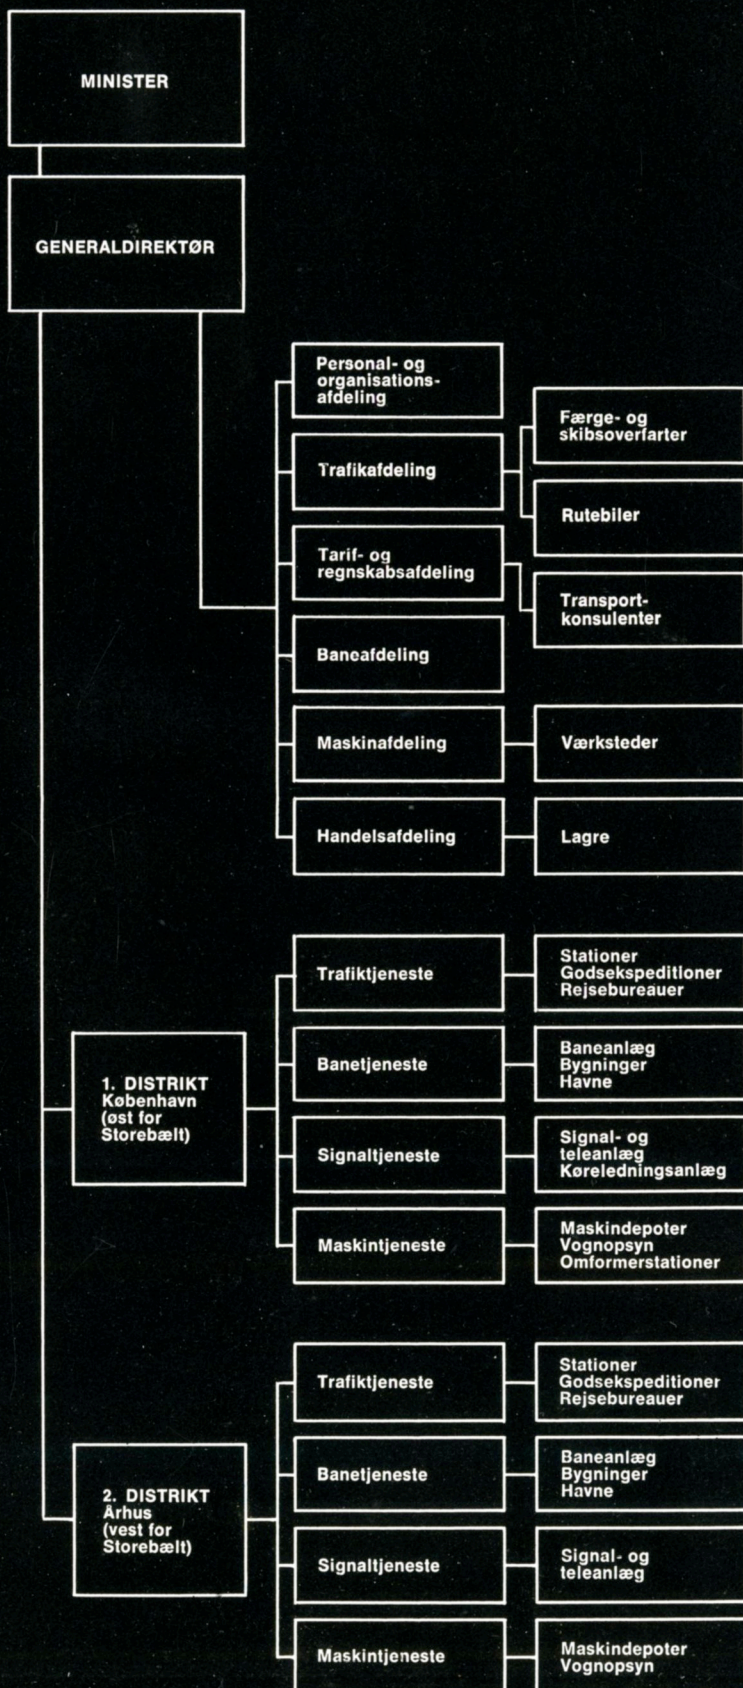 MINISTER
GENERALDIREKTØR
Personal- og
organisations-
afdeling
Trafikafdeling
Færge- og
skibsoverfarter
Rutebiler
Tarif- og
regnskabsafdeling
Transport-
konsulenter
Baneafdeling
Maskinafdeling
Værksteder
Handelsafdeling
Lagre
1. DISTRIKT
København
(øst for
Storebælt)
Trafiktjeneste
Stationer
Godsekspeditioner
Rejsebureauer
Banetjeneste
Baneanlæg
Bygninger
Havne
Signaltjeneste
Signal- og
teleanlæg
Køreledningsanlæg
Maskintjeneste
Maskindepoter
Vognopsyn
Omformerstationer
2. DISTRIKT
Århus
(vest for
Storebælt)
Trafiktjeneste
Stationer
Godsekspeditioner
Rejsebureauer
Banetjeneste
Baneanlæg
Bygninger
Havne
Signaltjeneste
Signal- og
teleanlæg
Maskintjeneste
Maskindepoter
Vognopsyn